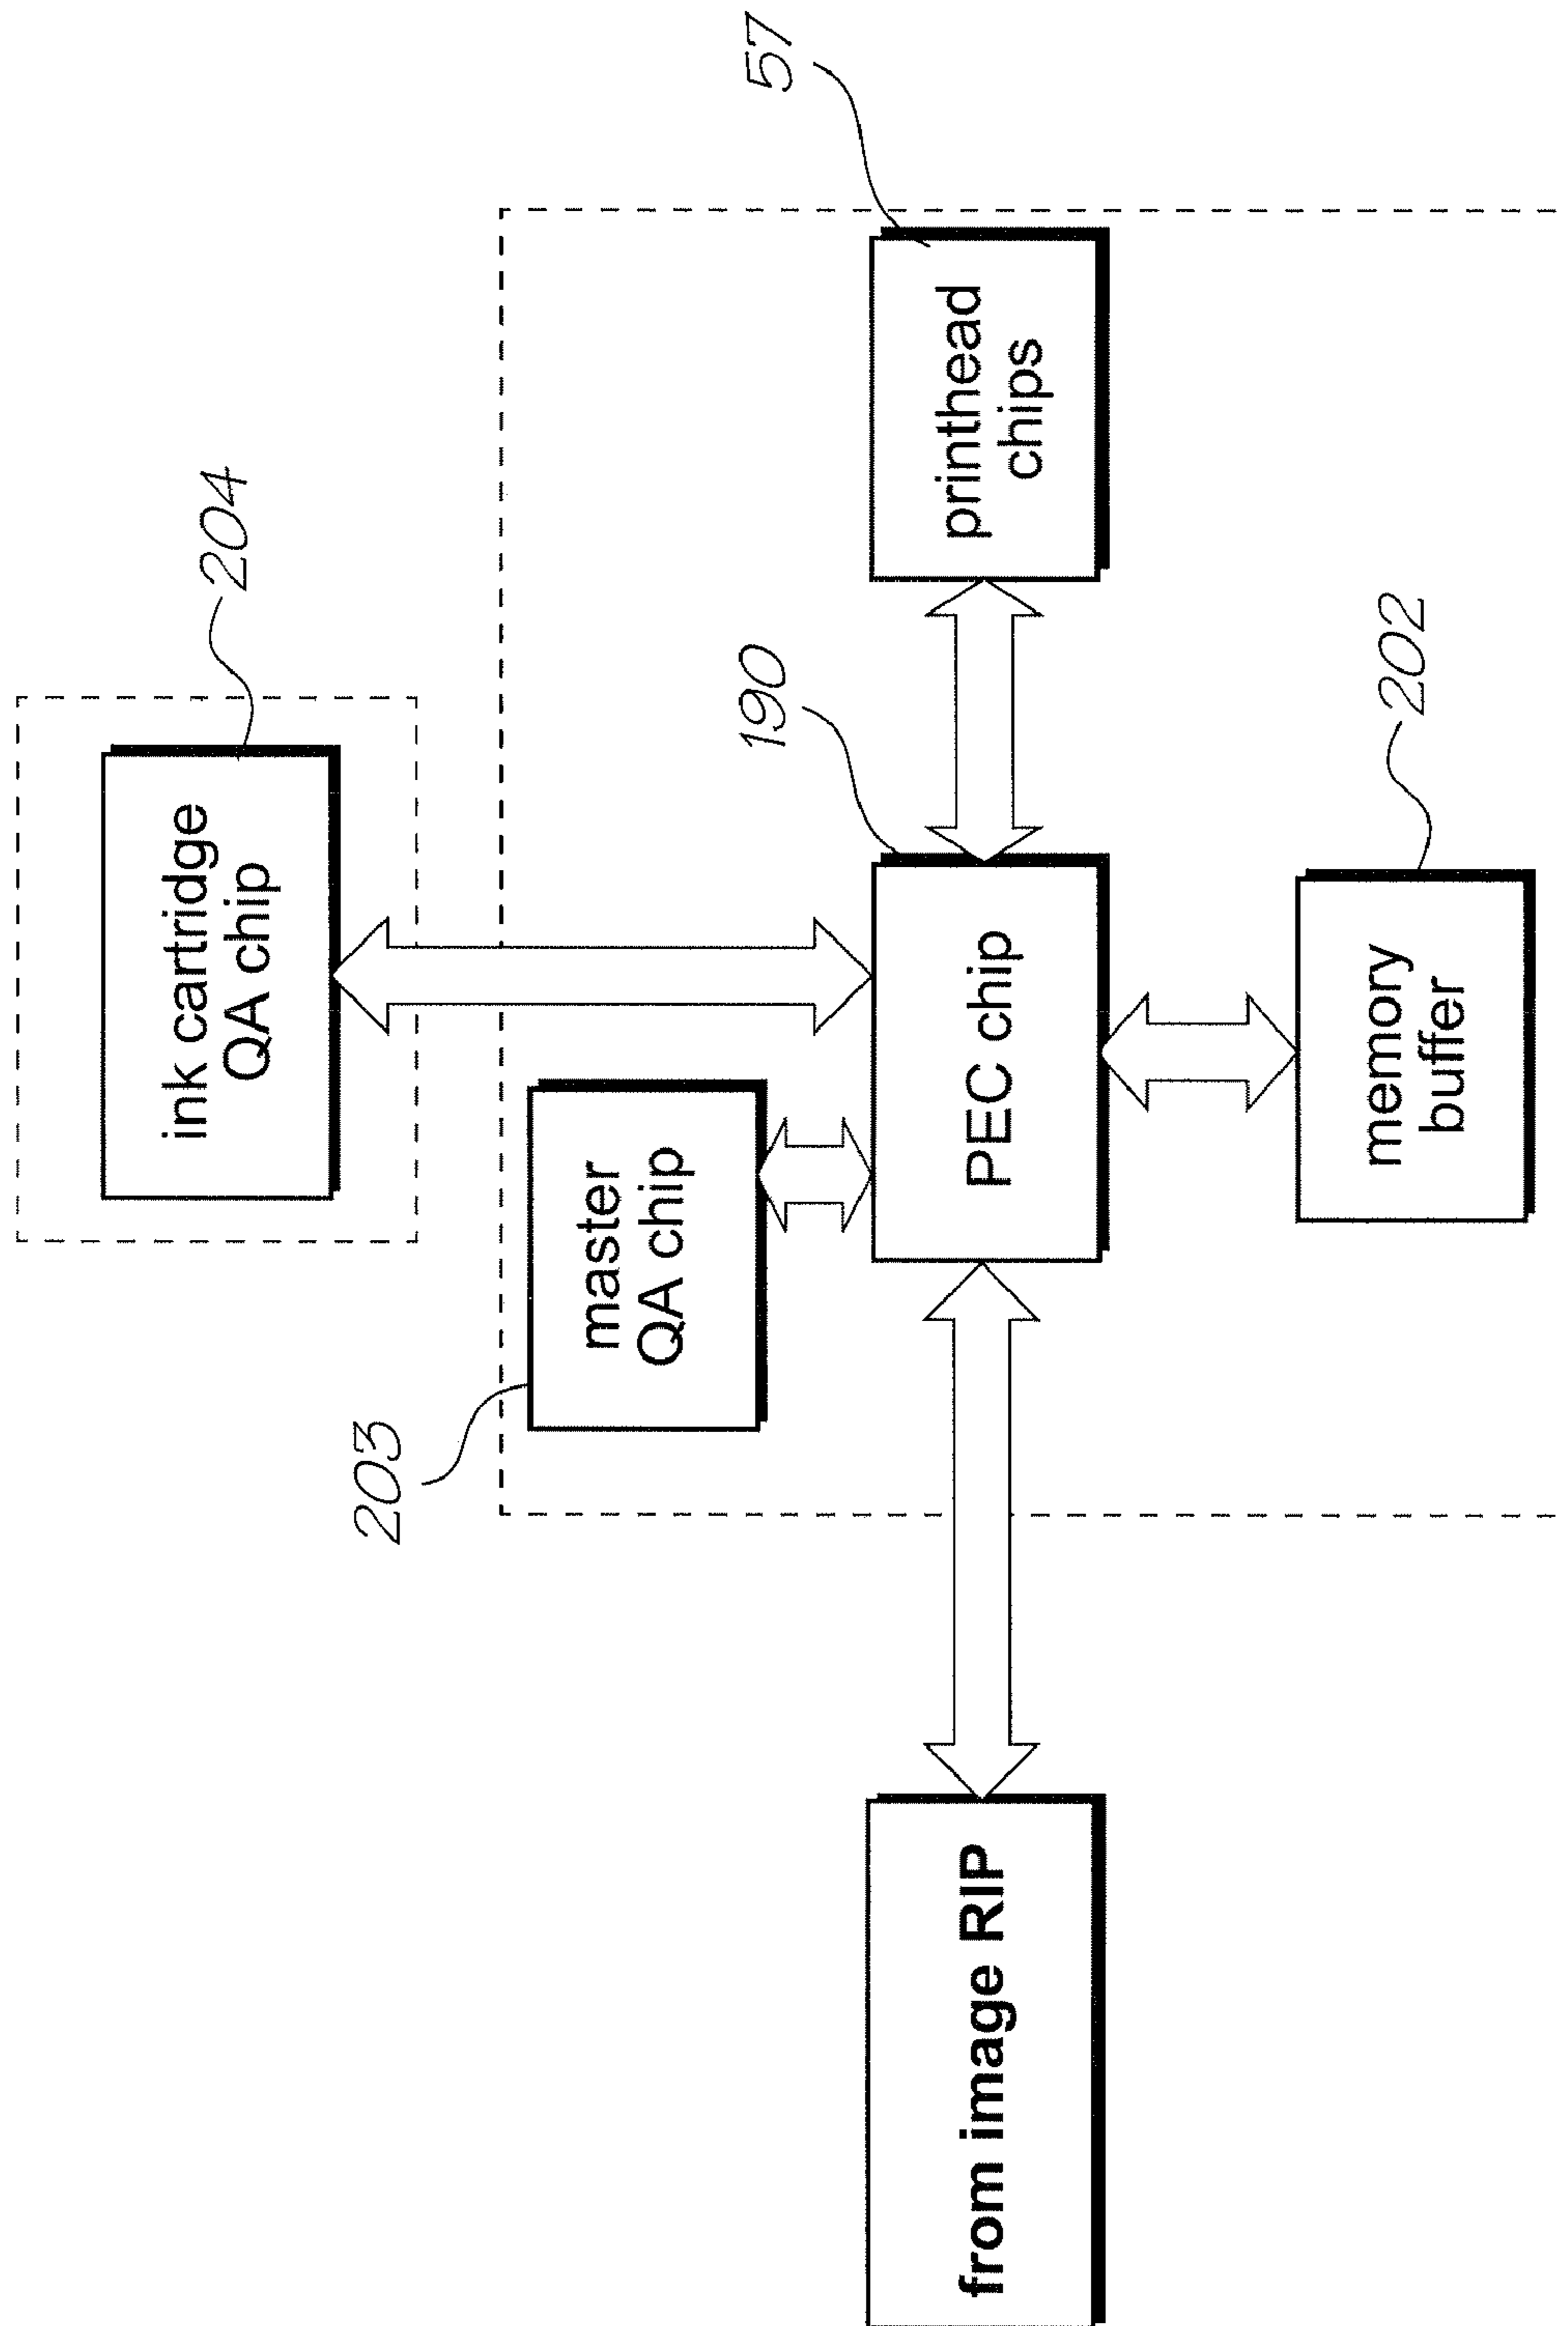 ink cartridge
QA chip
204
203
master
QA chip
from image RIP
PEC chip
190
printhead
chips
57
memory
buffer
202